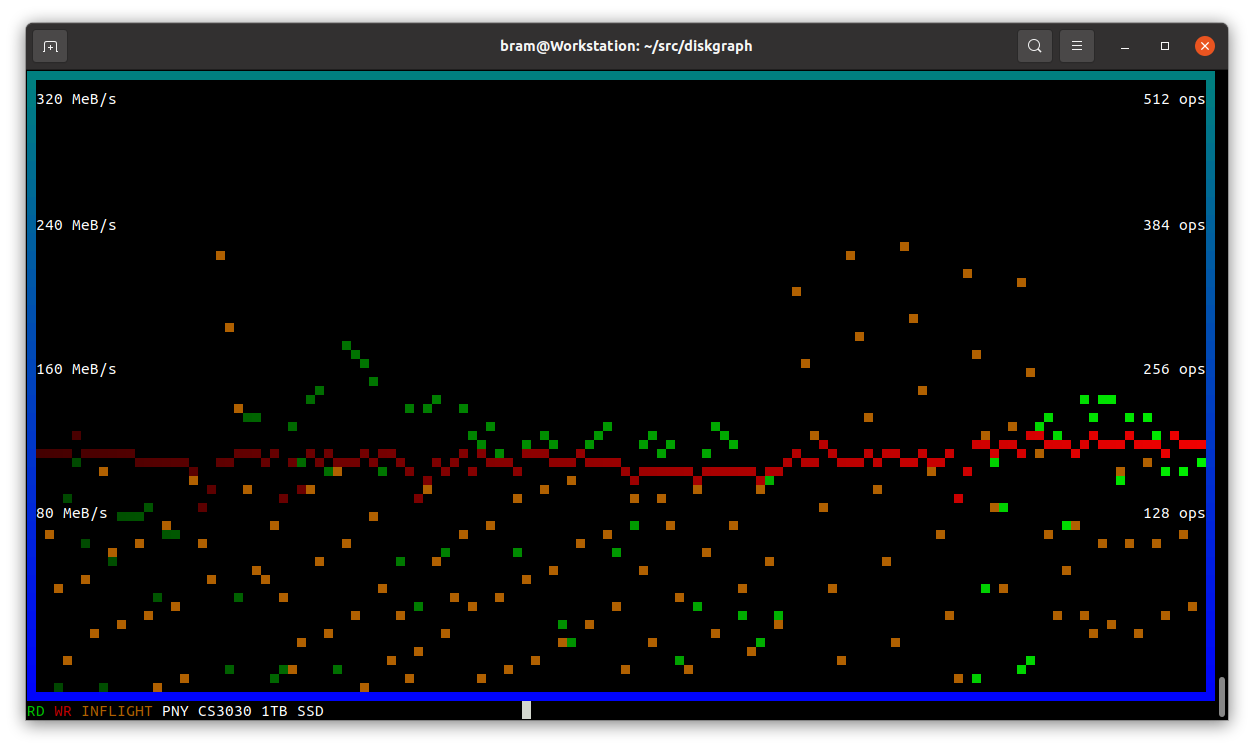 bram@Workstation: ~/src/diskgraph
320 MeB/s 512 ops
240 MeB/s 384 ops
160 MeB/s 256 ops
80 MeB/s 128 ops
RD WR INFLIGHT PNY CS3030 1TB SSD